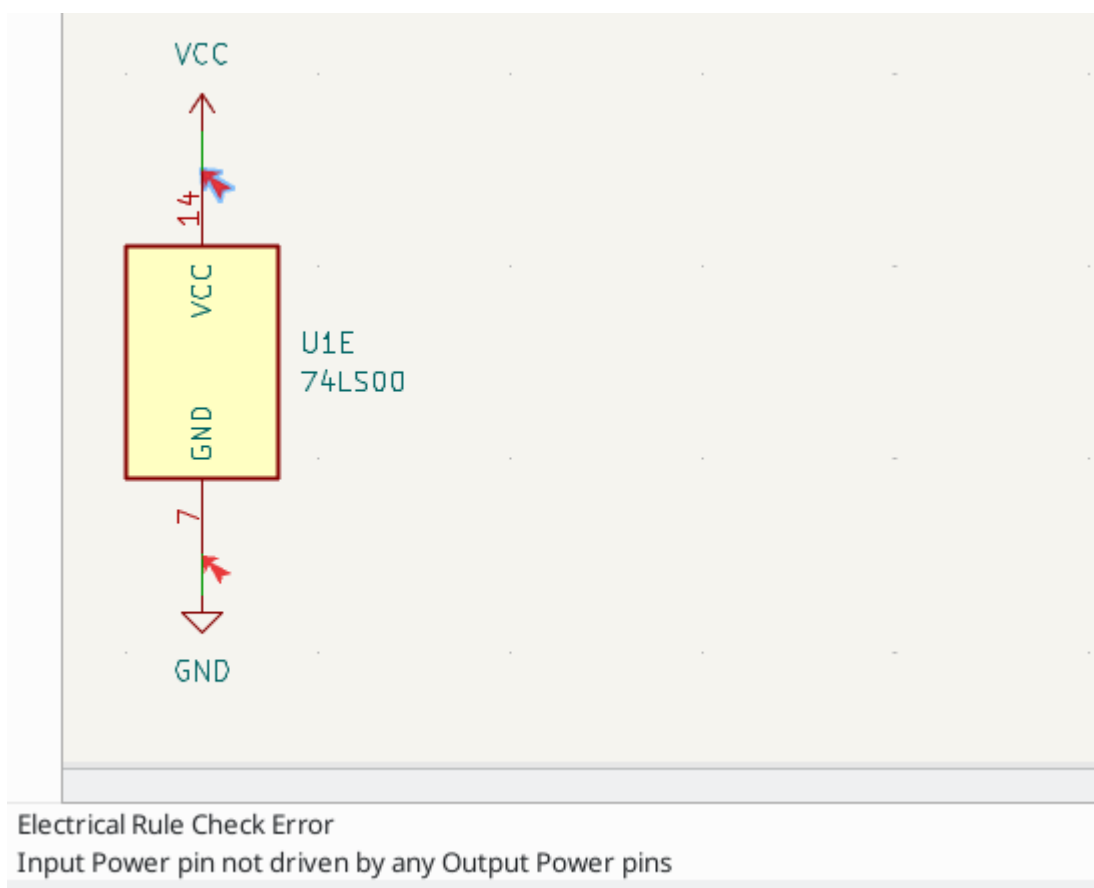 VCC
14
VCC
U1E
74LS00
GND
7
GND
Electrical Rule Check Error
Input Power pin not driven by any Output Power pins